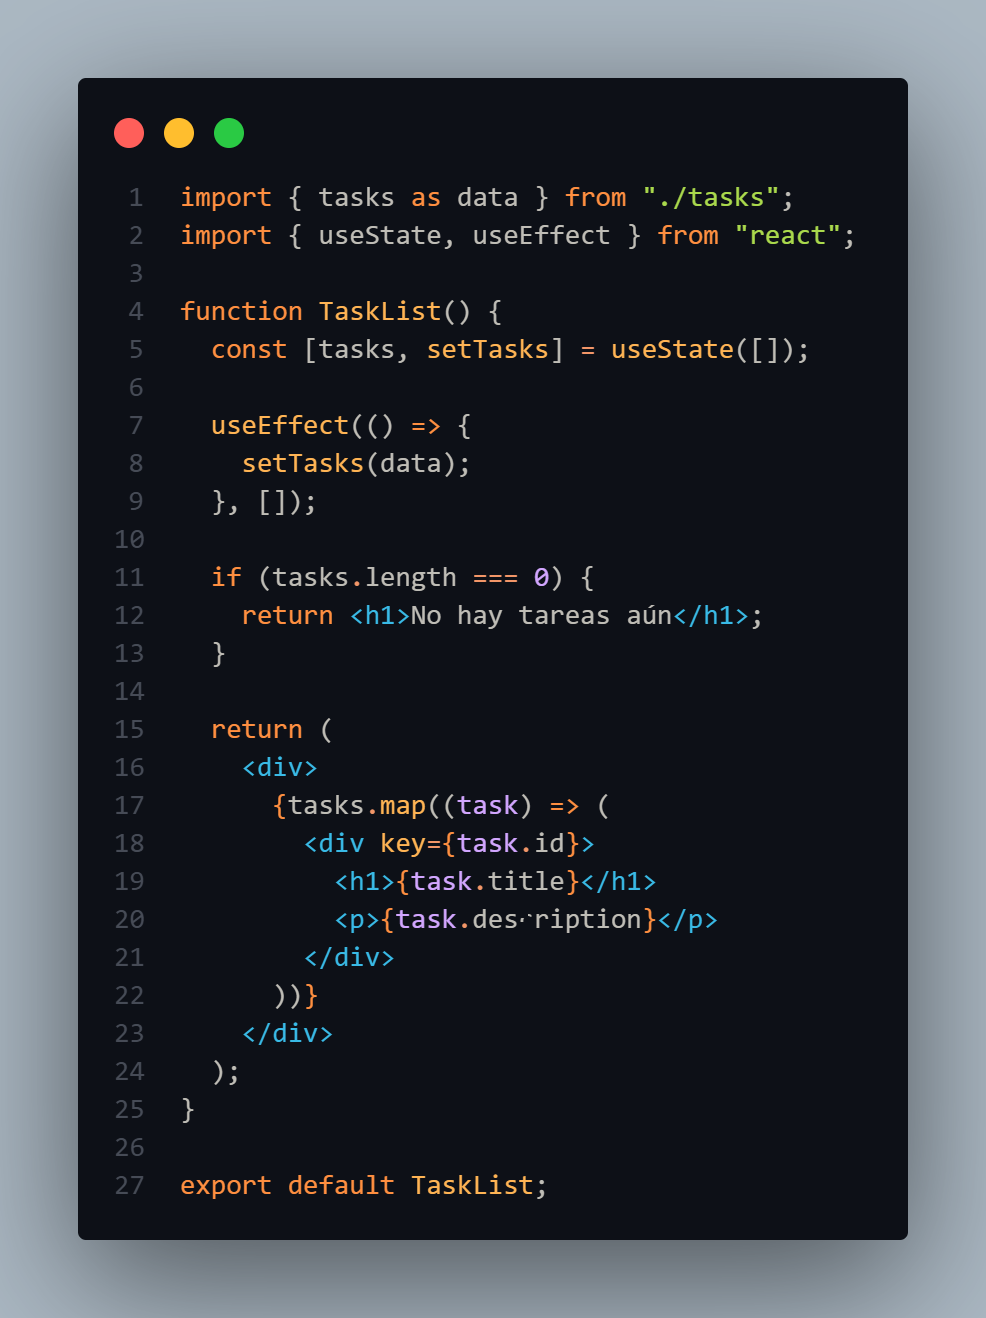 1 import { tasks as data } from "./tasks";
2 import { useState, useEffect } from "react";
3
4 function TaskList() {
5   const [tasks, setTasks] = useState([]);
6
7   useEffect(() => {
8     setTasks(data);
9   }, []);
10
11   if (tasks.length === 0) {
12     return <h1>No hay tareas aún</h1>;
13   }
14
15   return (
16     <div>
17       {tasks.map((task) => (
18         <div key={task.id}>
19           <h1>{task.title}</h1>
20           <p>{task.description}</p>
21         </div>
22       ))}
23     </div>
24   );
25 }
26
27 export default TaskList;